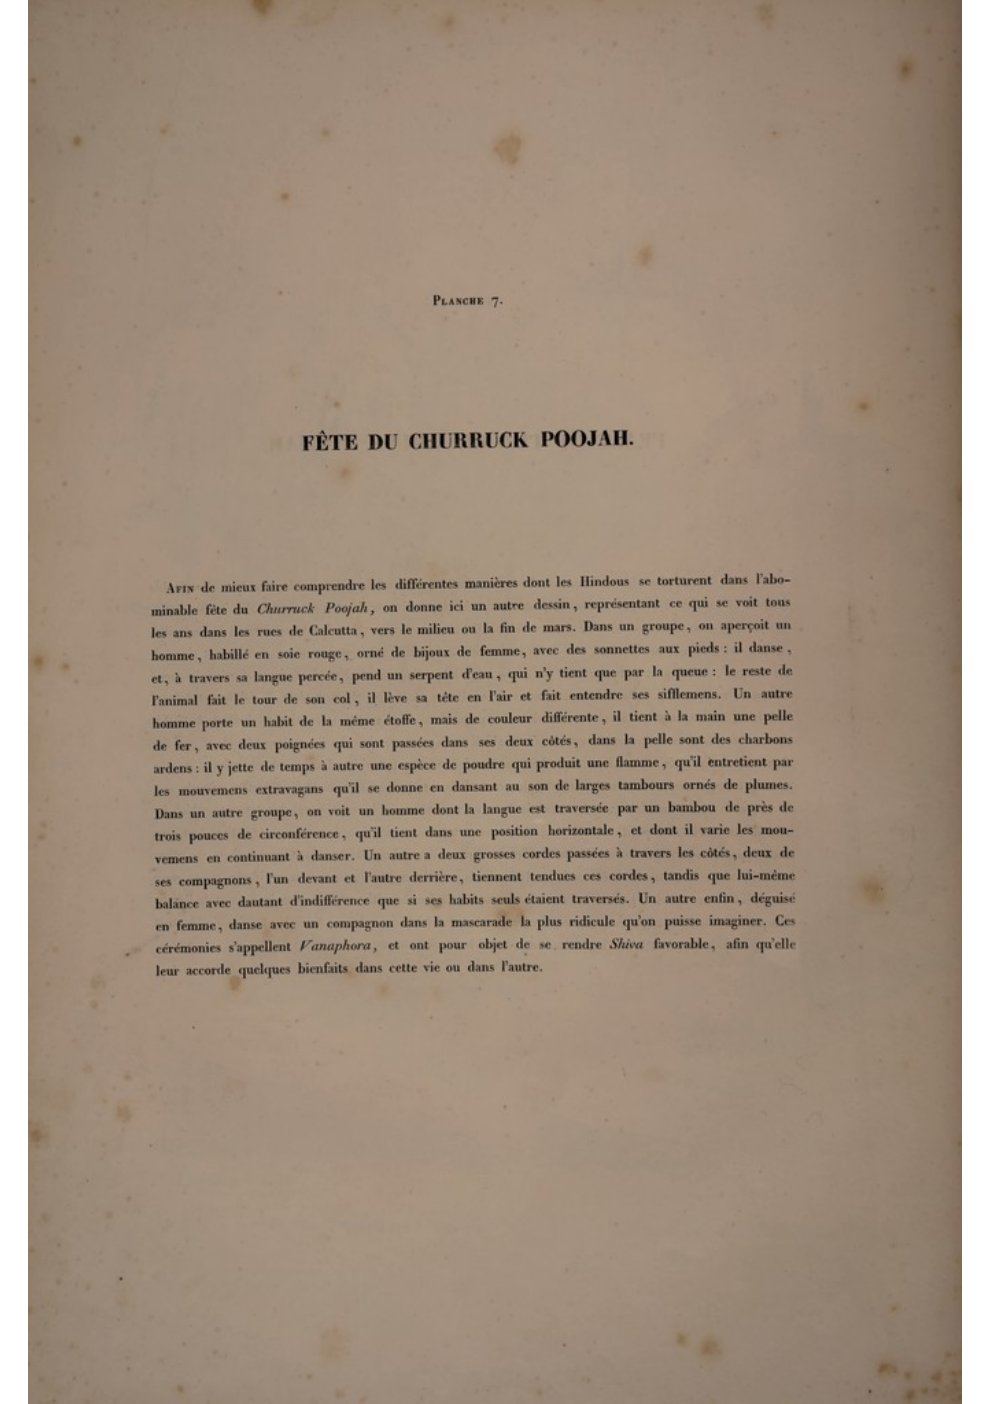 PLANCHE 7.
FÊTE DU CHURRUCK POOJAH.
AFIN de mieux faire comprendre les différentes manières dont les Hindous se torturent dans l'abo-
minable fête du Churruck Poojah, on donne ici un autre dessin, représentant ce qui se voit tous
les ans dans les rues de Calcutta, vers le milieu ou la fin de mars. Dans un groupe, on aperçoit un
homme, habillé en soie rouge, orné de bijoux de femme, avec des sonnettes aux pieds : il danse,
et, à travers sa langue percée, pend un serpent d'eau, qui n'y tient que par la queue : le reste de
l'animal fait le tour de son col, il lève sa tête en l'air et fait entendre ses sifflemens. Un autre
homme porte un habit de la même étoffe, mais de couleur différente, il tient à la main une pelle
de fer, avec deux poignées qui sont passées dans ses deux côtés, dans la pelle sont des charbons
ardens : il y jette de temps à autre une espèce de poudre qui produit une flamme, qu'il entretient par
les mouvemens extravagans qu'il se donne en dansant au son de larges tambours ornés de plumes.
Dans un autre groupe, on voit un homme dont la langue est traversée par un bambou de près de
trois pouces de circonférence, qu'il tient dans une position horizontale, et dont il varie les mou-
vemens en continuant à danser. Un autre a deux grosses cordes passées à travers les côtés, deux de
ses compagnons, l'un devant et l'autre derrière, tiennent tendues ces cordes, tandis que lui-même
balance avec dautant d'indifférence que si ses habits seuls étaient traversés. Un autre enfin, déguisé
en femme, danse avec un compagnon dans la mascarade la plus ridicule qu'on puisse imaginer. Ces
cérémonies s'appellent Vanaphora, et ont pour objet de se rendre Shiva favorable, afin qu'elle
leur accorde quelques bienfaits dans cette vie ou dans l'autre.